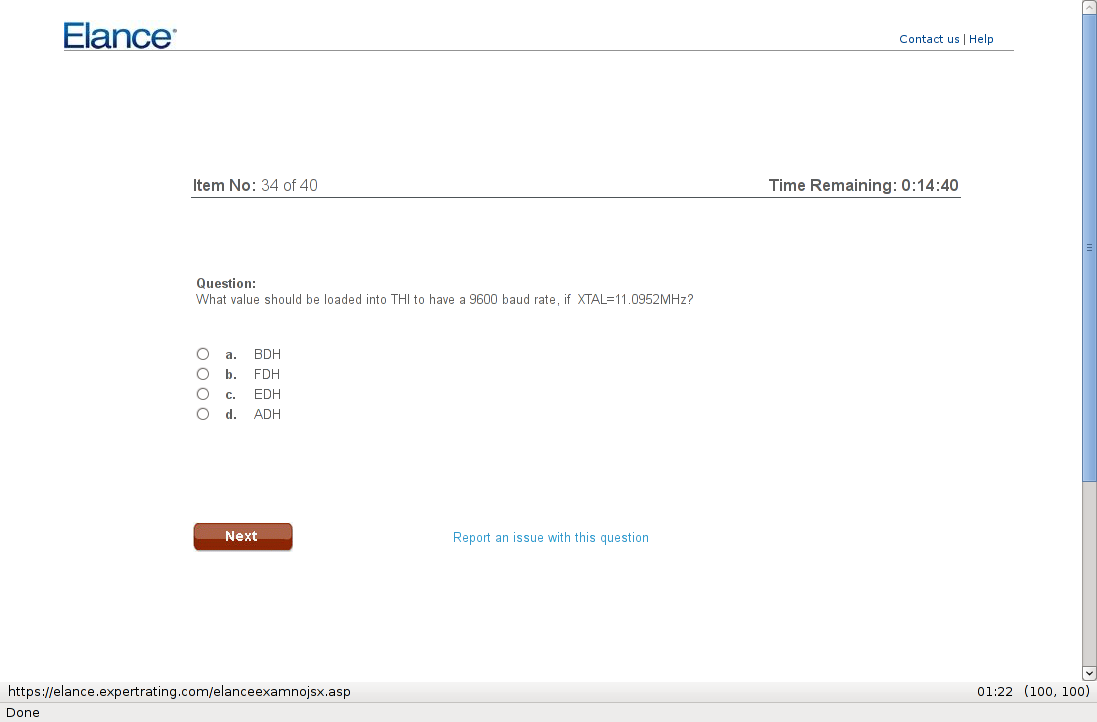 Elance®
Contact us | Help
Item No: 34 of 40
Time Remaining: 0:14:40
Question:
What value should be loaded into THI to have a 9600 baud rate, if XTAL=11.0952MHz?
a. BDH
b. FDH
c. EDH
d. ADH
Next
Report an issue with this question
https://elance.expertrating.com/elanceexamnojsx.asp
01:22 (100, 100)
Done